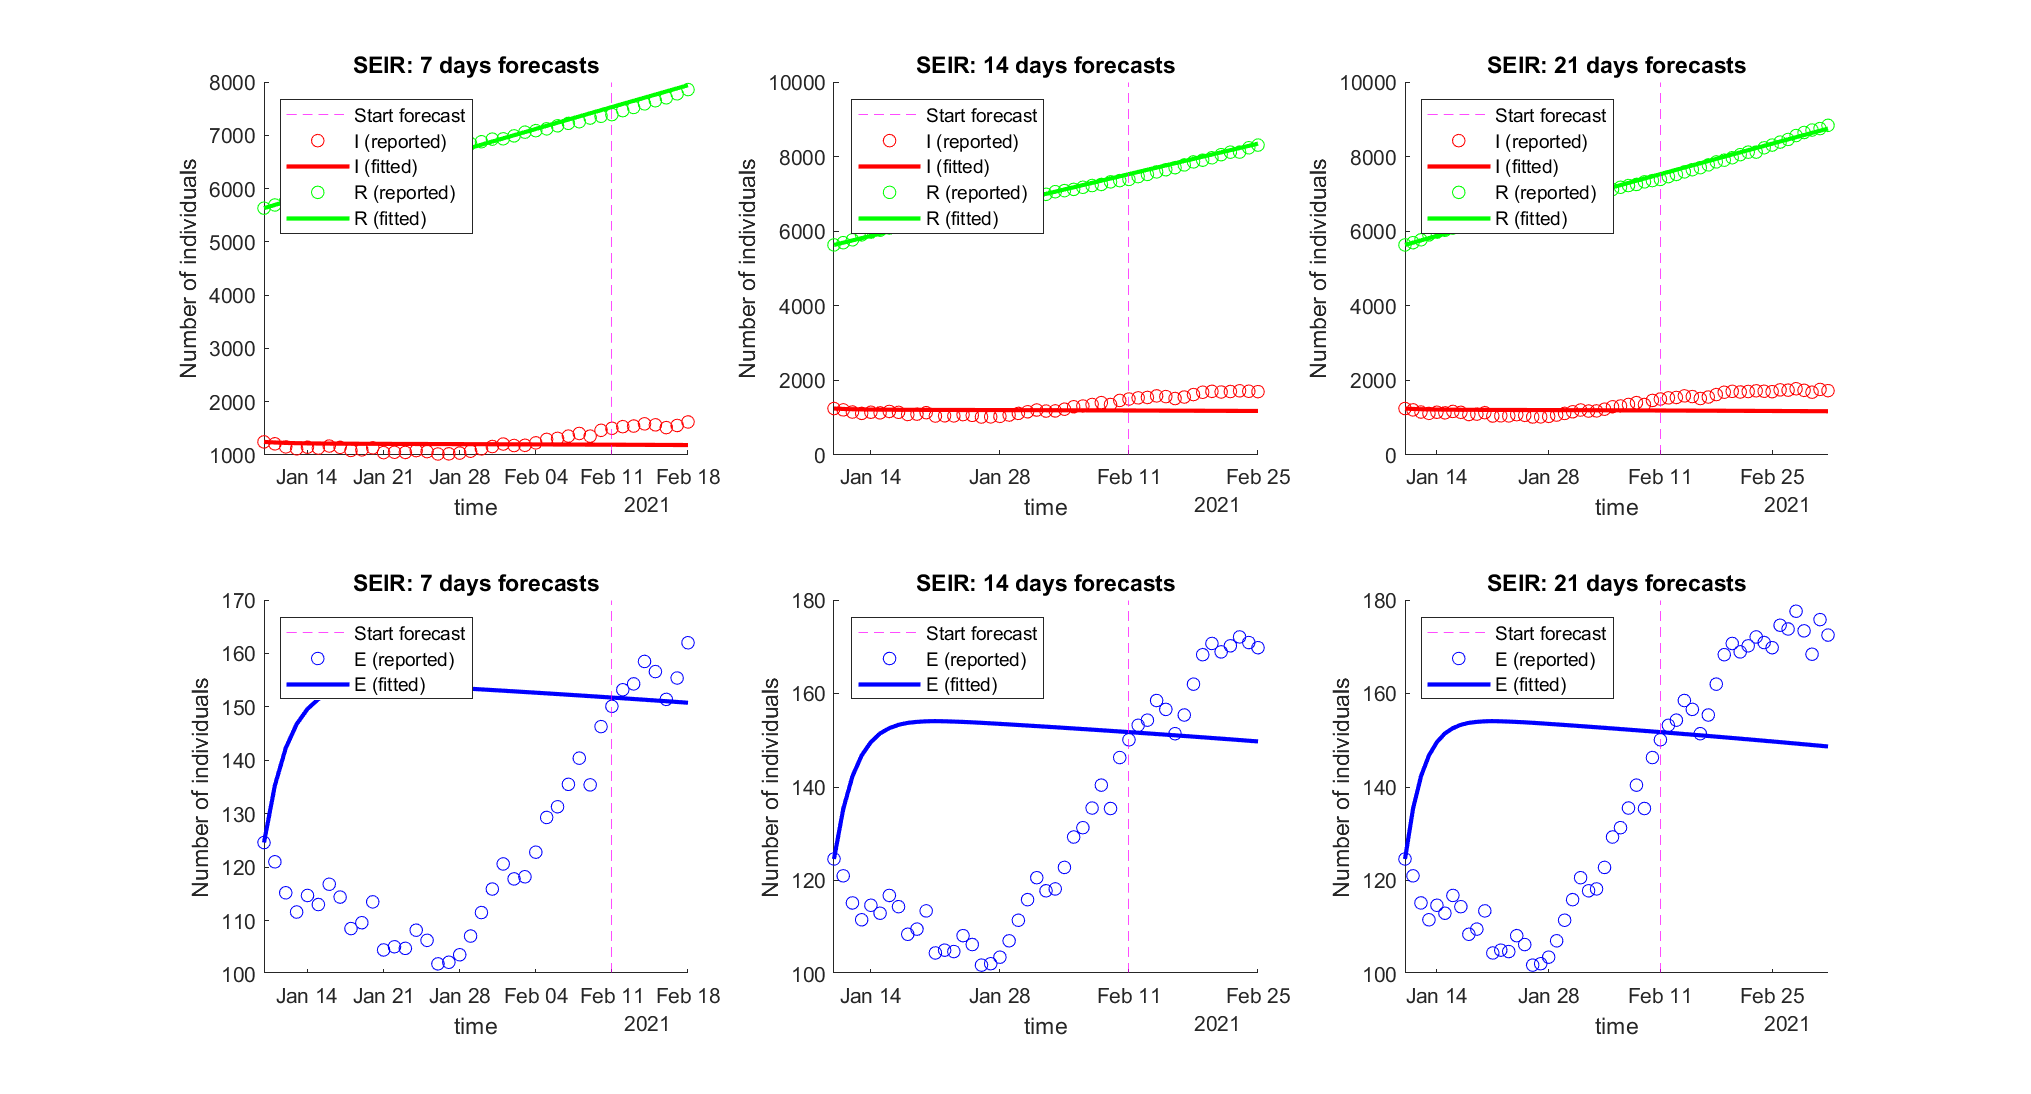 SEIR: 7 days forecasts
8000
7000
6000
5000
4000
3000
2000
1000
Number of individuals
Start forecast
I (reported)
I (fitted)
R (reported)
R (fitted)
Jan 14
Jan 21
Jan 28
Feb 04
Feb 11
Feb 18
time
2021
SEIR: 14 days forecasts
10000
8000
6000
4000
2000
0
Number of individuals
Start forecast
I (reported)
I (fitted)
R (reported)
R (fitted)
Jan 14
Jan 28
Feb 11
Feb 25
time
2021
SEIR: 21 days forecasts
10000
8000
6000
4000
2000
0
Number of individuals
Start forecast
I (reported)
I (fitted)
R (reported)
R (fitted)
Jan 14
Jan 28
Feb 11
Feb 25
time
2021
SEIR: 7 days forecasts
170
160
150
140
130
120
110
100
Number of individuals
Start forecast
E (reported)
E (fitted)
Jan 14
Jan 21
Jan 28
Feb 04
Feb 11
Feb 18
time
2021
SEIR: 14 days forecasts
180
160
140
120
100
Number of individuals
Start forecast
E (reported)
E (fitted)
Jan 14
Jan 28
Feb 11
Feb 25
time
2021
SEIR: 21 days forecasts
180
160
140
120
100
Number of individuals
Start forecast
E (reported)
E (fitted)
Jan 14
Jan 28
Feb 11
Feb 25
time
2021